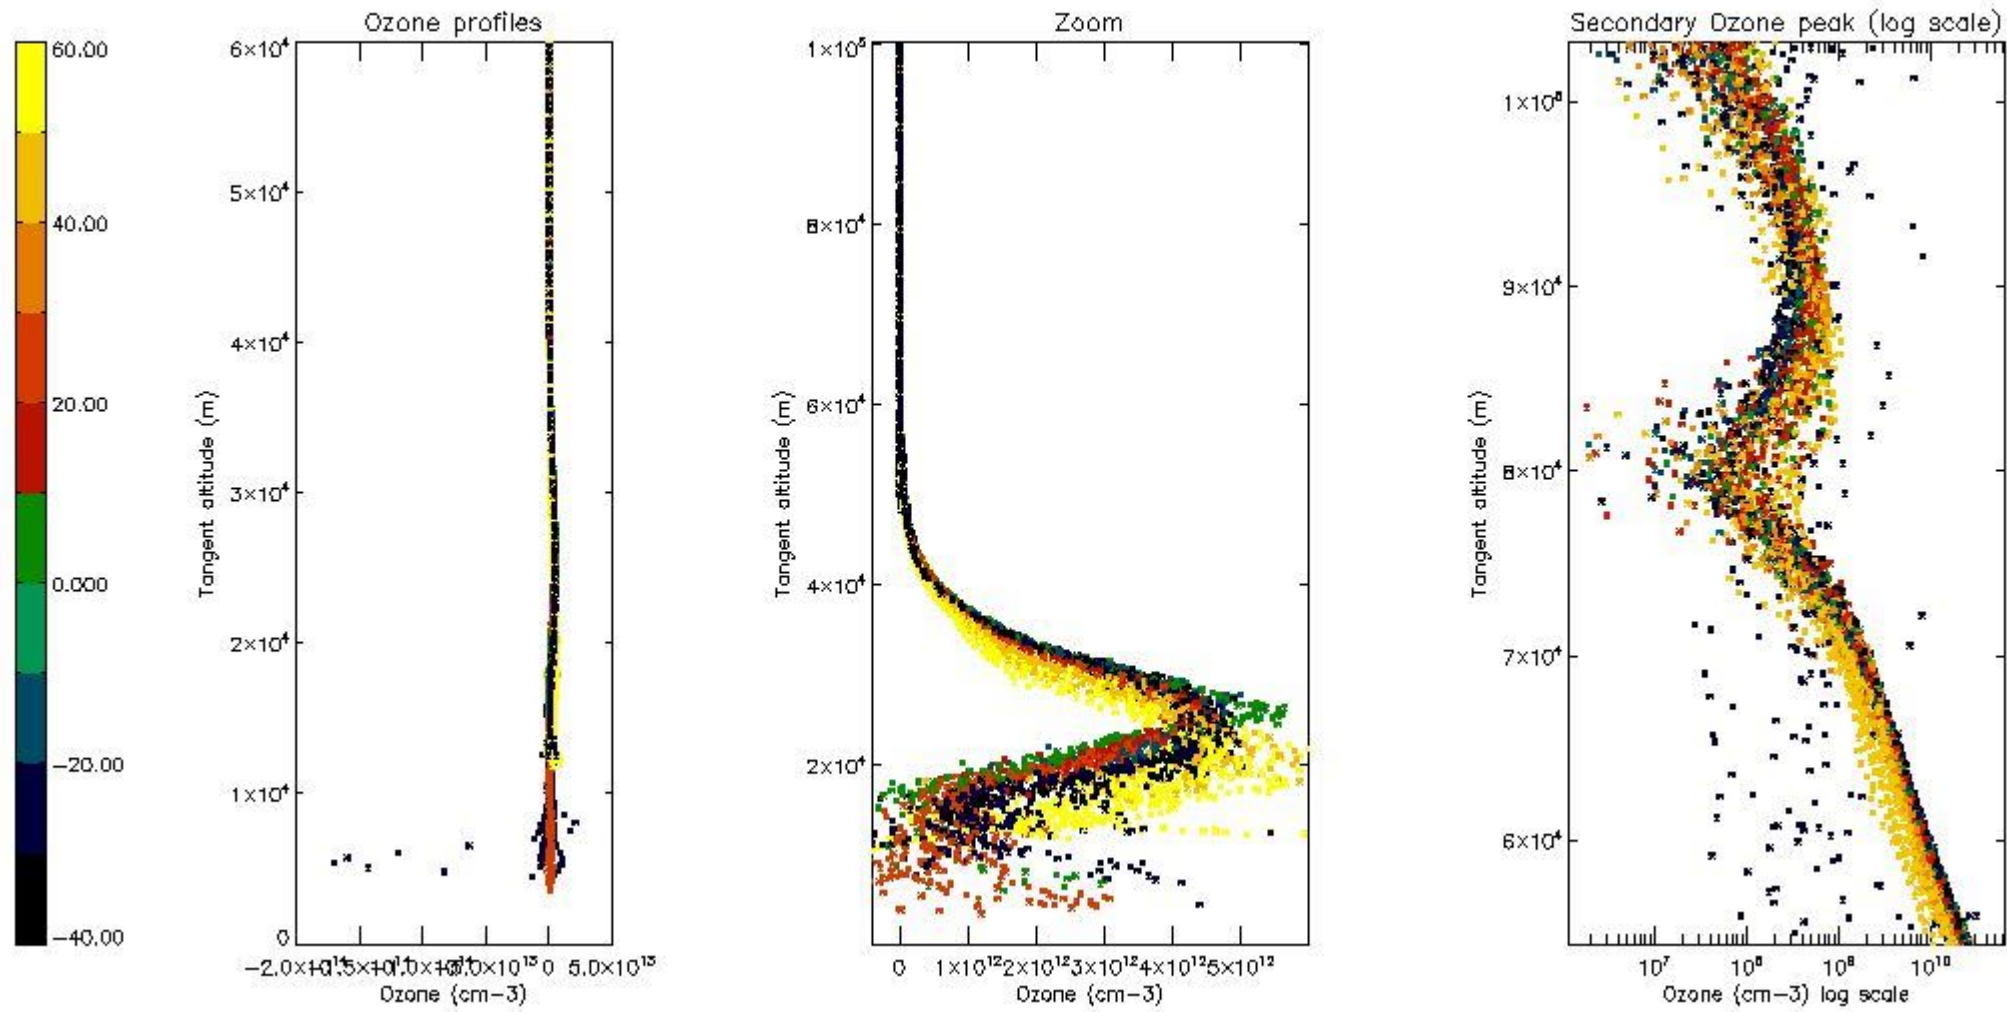 Ozone profiles
Zoom
Secondary Ozone peak (log scale)
60.00
40.00
20.00
0.000
−20.00
−40.00
6×10⁴
5×10⁴
4×10⁴
3×10⁴
2×10⁴
1×10⁴
0
Tangent altitude (m)
0 5.0×10¹³
Ozone (cm−3)
1×10⁵
8×10⁴
6×10⁴
4×10⁴
2×10⁴
Tangent altitude (m)
0 1×10¹² 2×10¹² 3×10¹² 4×10¹² 5×10¹²
Ozone (cm−3)
9×10⁴
8×10⁴
7×10⁴
6×10⁴
Tangent altitude (m)
10⁷ 10⁸ 10⁹ 10¹⁰
Ozone (cm−3) log scale